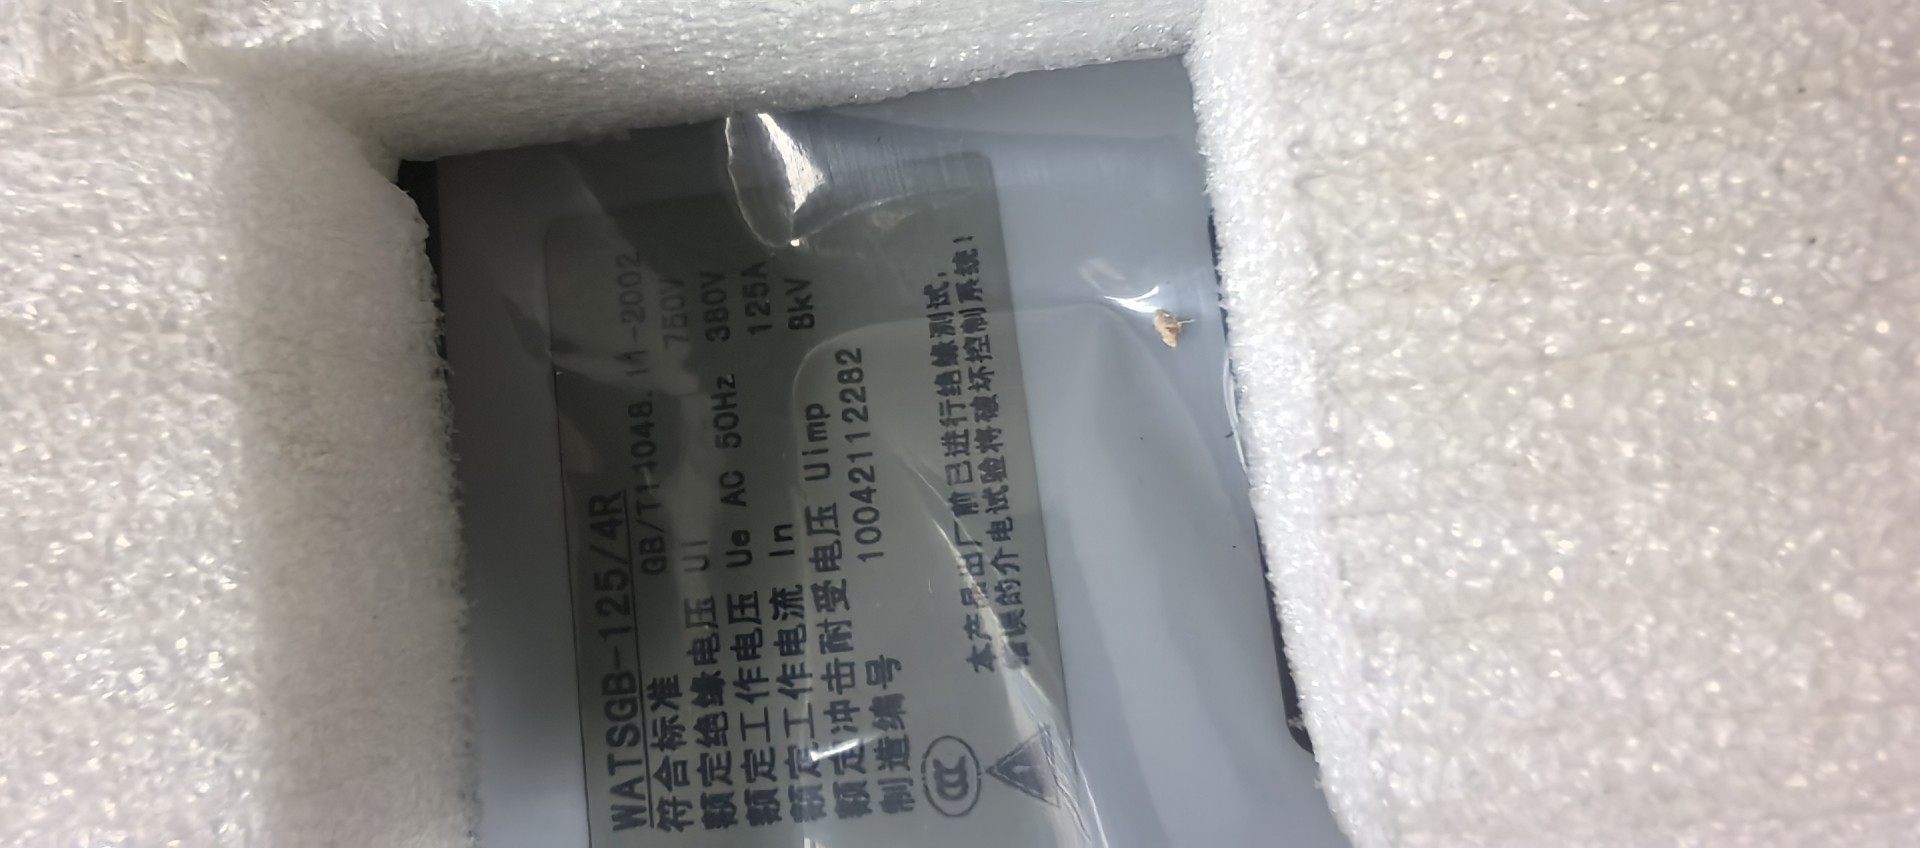 WATSGB-125/4R
符合标准 GB/T14048.11-2002
额定绝缘电压 Ui 750V
额定工作电压 Ue AC 50Hz 380V
额定工作电流 In 125A
额定冲击耐受电压 Uimp 8kV
制造编号 10042112282
本产品出厂前已进行绝缘测试,
错误的介电试验将破坏控制系统!
CCC